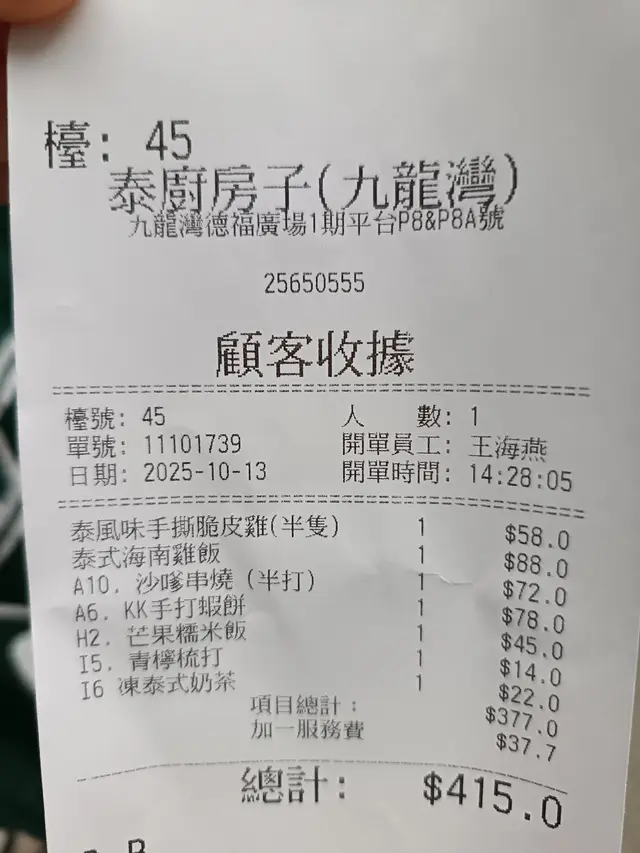 檯: 45
泰廚房子(九龍灣)
九龍灣德福廣場1期平台P8&P8A號
25650555
顧客收據
檯號: 45 人 數: 1
單號: 11101739 開單員工: 王海燕
日期: 2025-10-13 開單時間: 14:28:05
泰風味手撕脆皮雞(半隻) 1 $58.0
泰式海南雞飯 1 $88.0
A10. 沙嗲串燒 (半打) 1 $72.0
A6. KK手打蝦餅 1 $78.0
H2. 芒果糯米飯 1 $45.0
I5. 青檸梳打 1 $14.0
I6 凍泰式奶茶 1 $22.0
項目總計: $377.0
加一服務費 $37.7
總計: $415.0